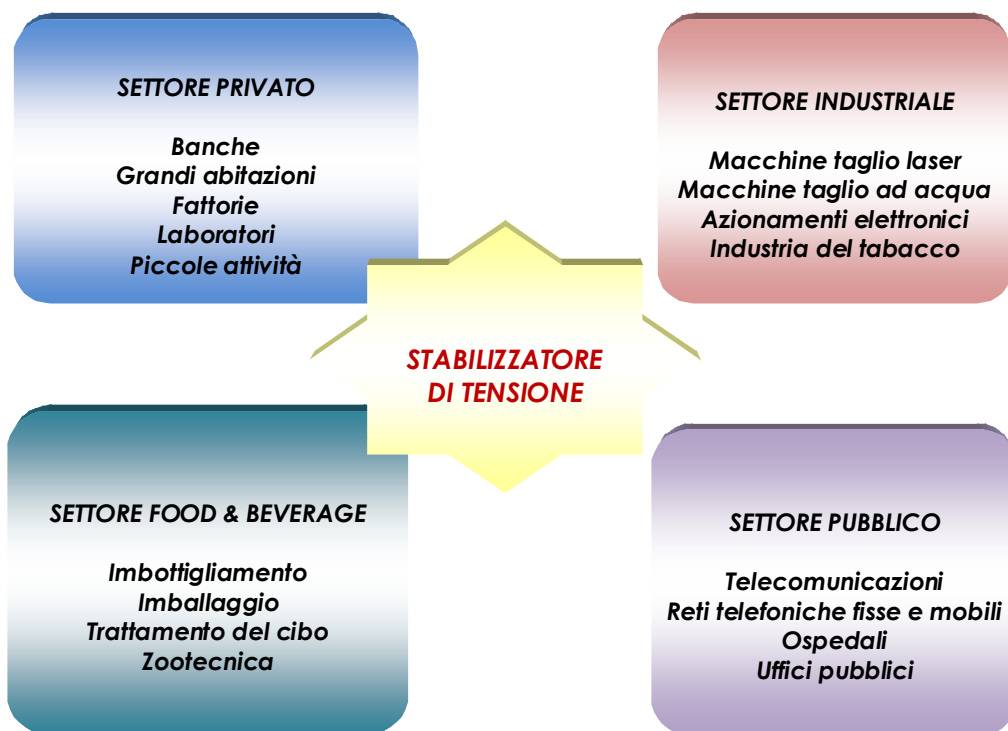 SETTORE PRIVATO
Banche
Grandi abitazioni
Fattorie
Laboratori
Piccole attività
SETTORE INDUSTRIALE
Macchine taglio laser
Macchine taglio ad acqua
Azionamenti elettronici
Industria del tabacco
STABILIZZATORE
DI TENSIONE
SETTORE FOOD & BEVERAGE
Imbottigliamento
Imballaggio
Trattamento del cibo
Zootecnica
SETTORE PUBBLICO
Telecomunicazioni
Reti telefoniche fisse e mobili
Ospedali
Uffici pubblici